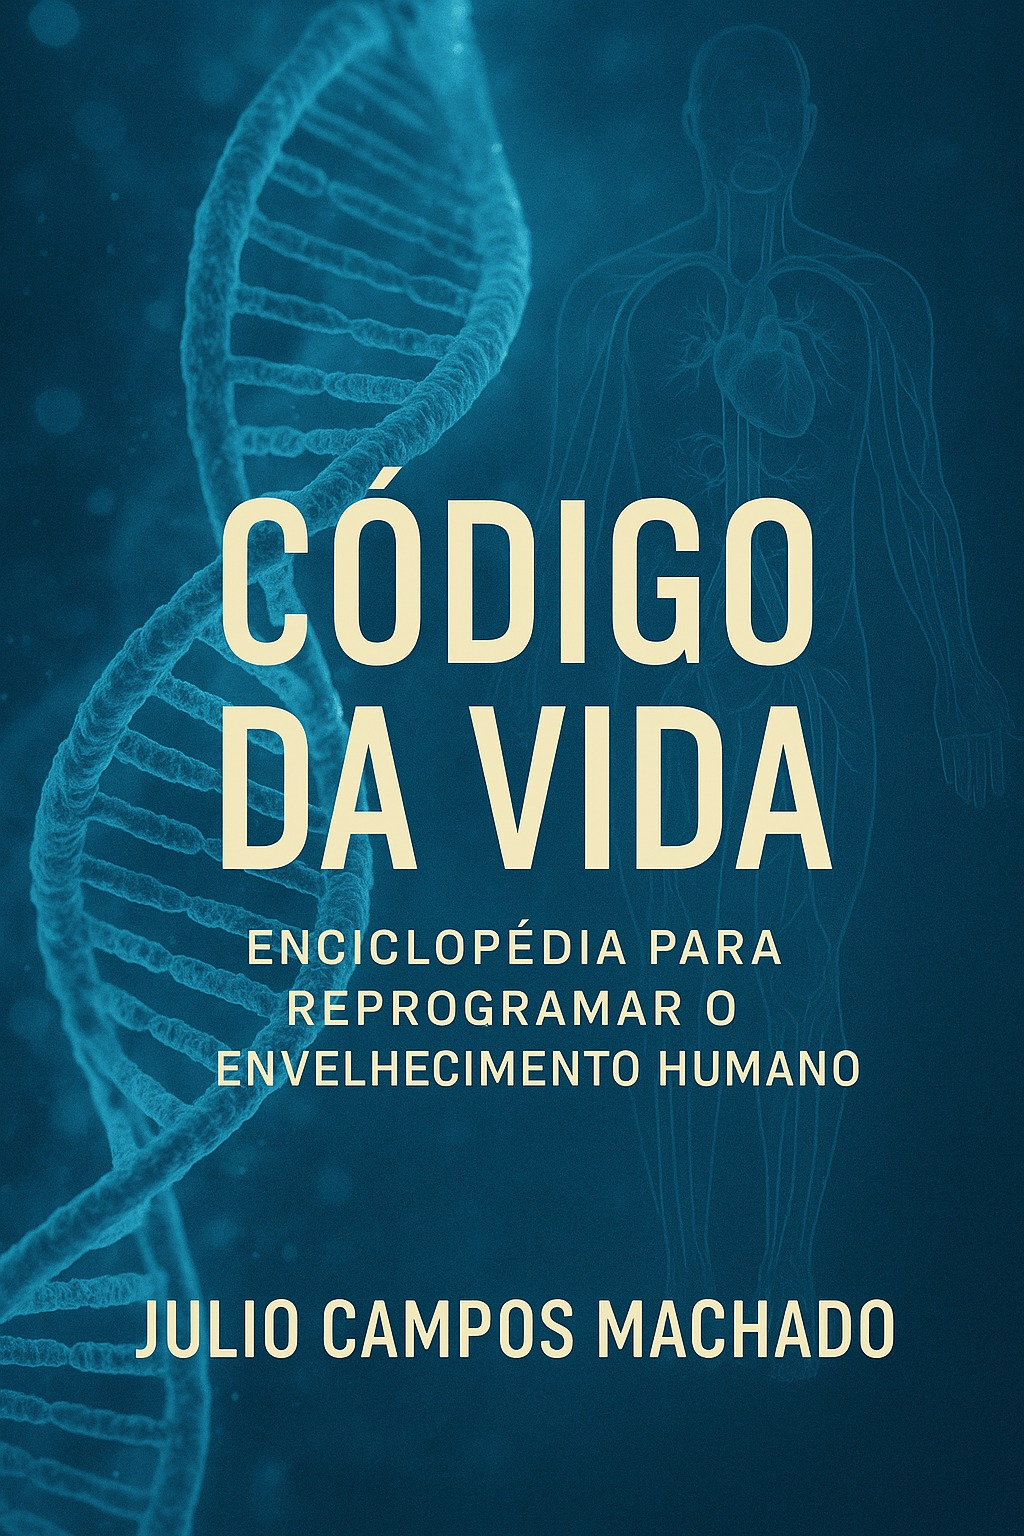 CÓDIGO
DA VIDA
ENCICLOPÉDIA PARA
REPROGRAMAR O
ENVELHECIMENTO HUMANO
JULIO CAMPOS MACHADO